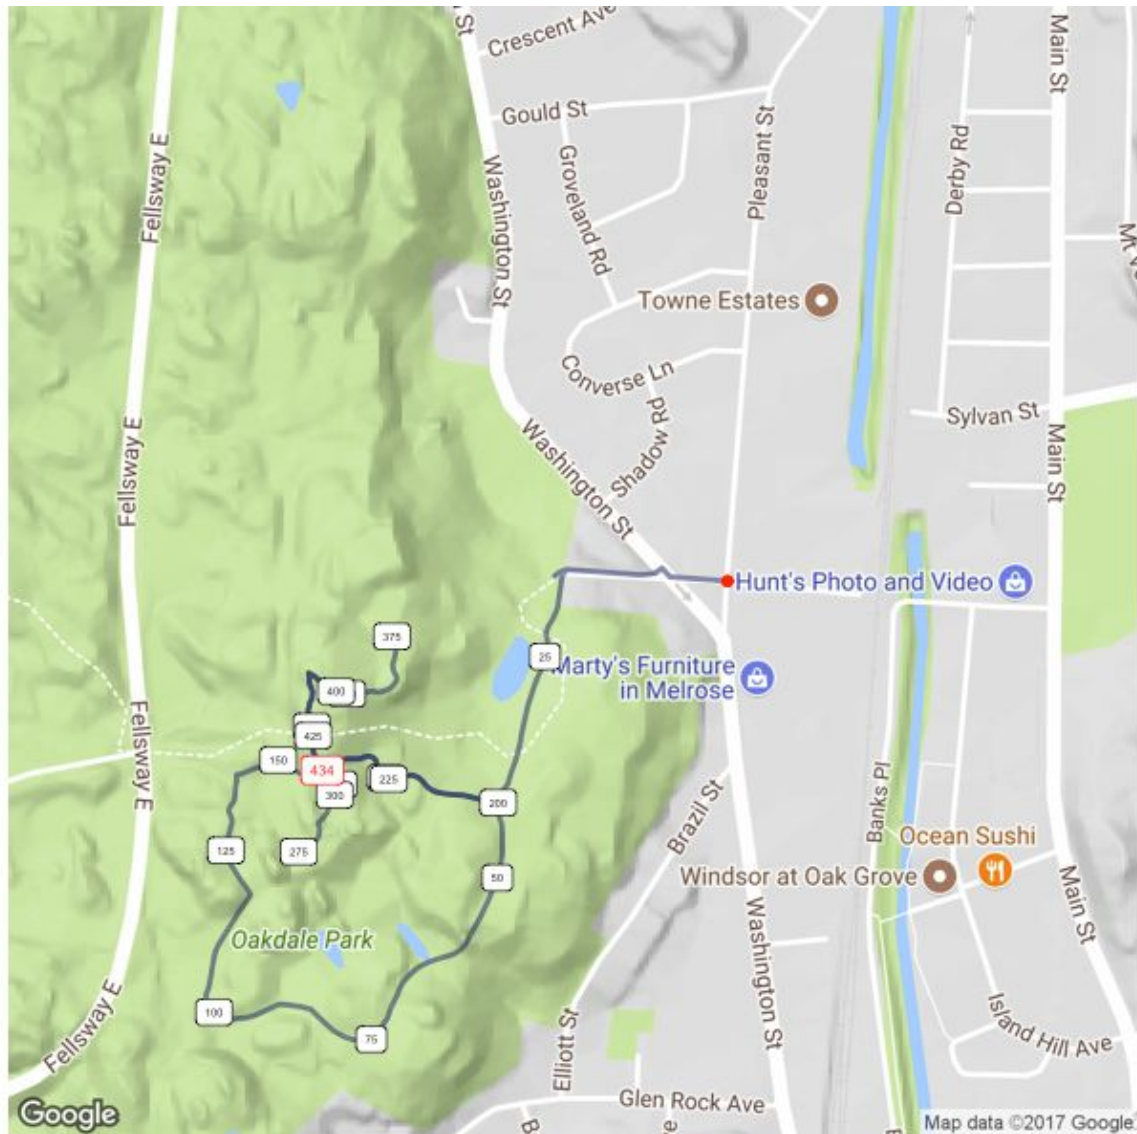 St
Crescent Ave
Gould St
Main St
Fellsway E
Washington St
Groveland Rd
Pleasant St
Derby Rd
Towne Estates
Converse Ln
Shadow Rd
Sylvan St
Main St
Fellsway E
Washington St
Hunt's Photo and Video
375
25
Marty's Furniture
in Melrose
400
425
150
434
225
300
200
Fellsway E
125
275
50
Brazil St
Banks Pl
Ocean Sushi
Windsor at Oak Grove
Oakdale Park
Washington St
Main St
100
75
Fellsway E
Elliott St
Island Hill Ave
Glen Rock Ave
Google
Map data ©2017 Google